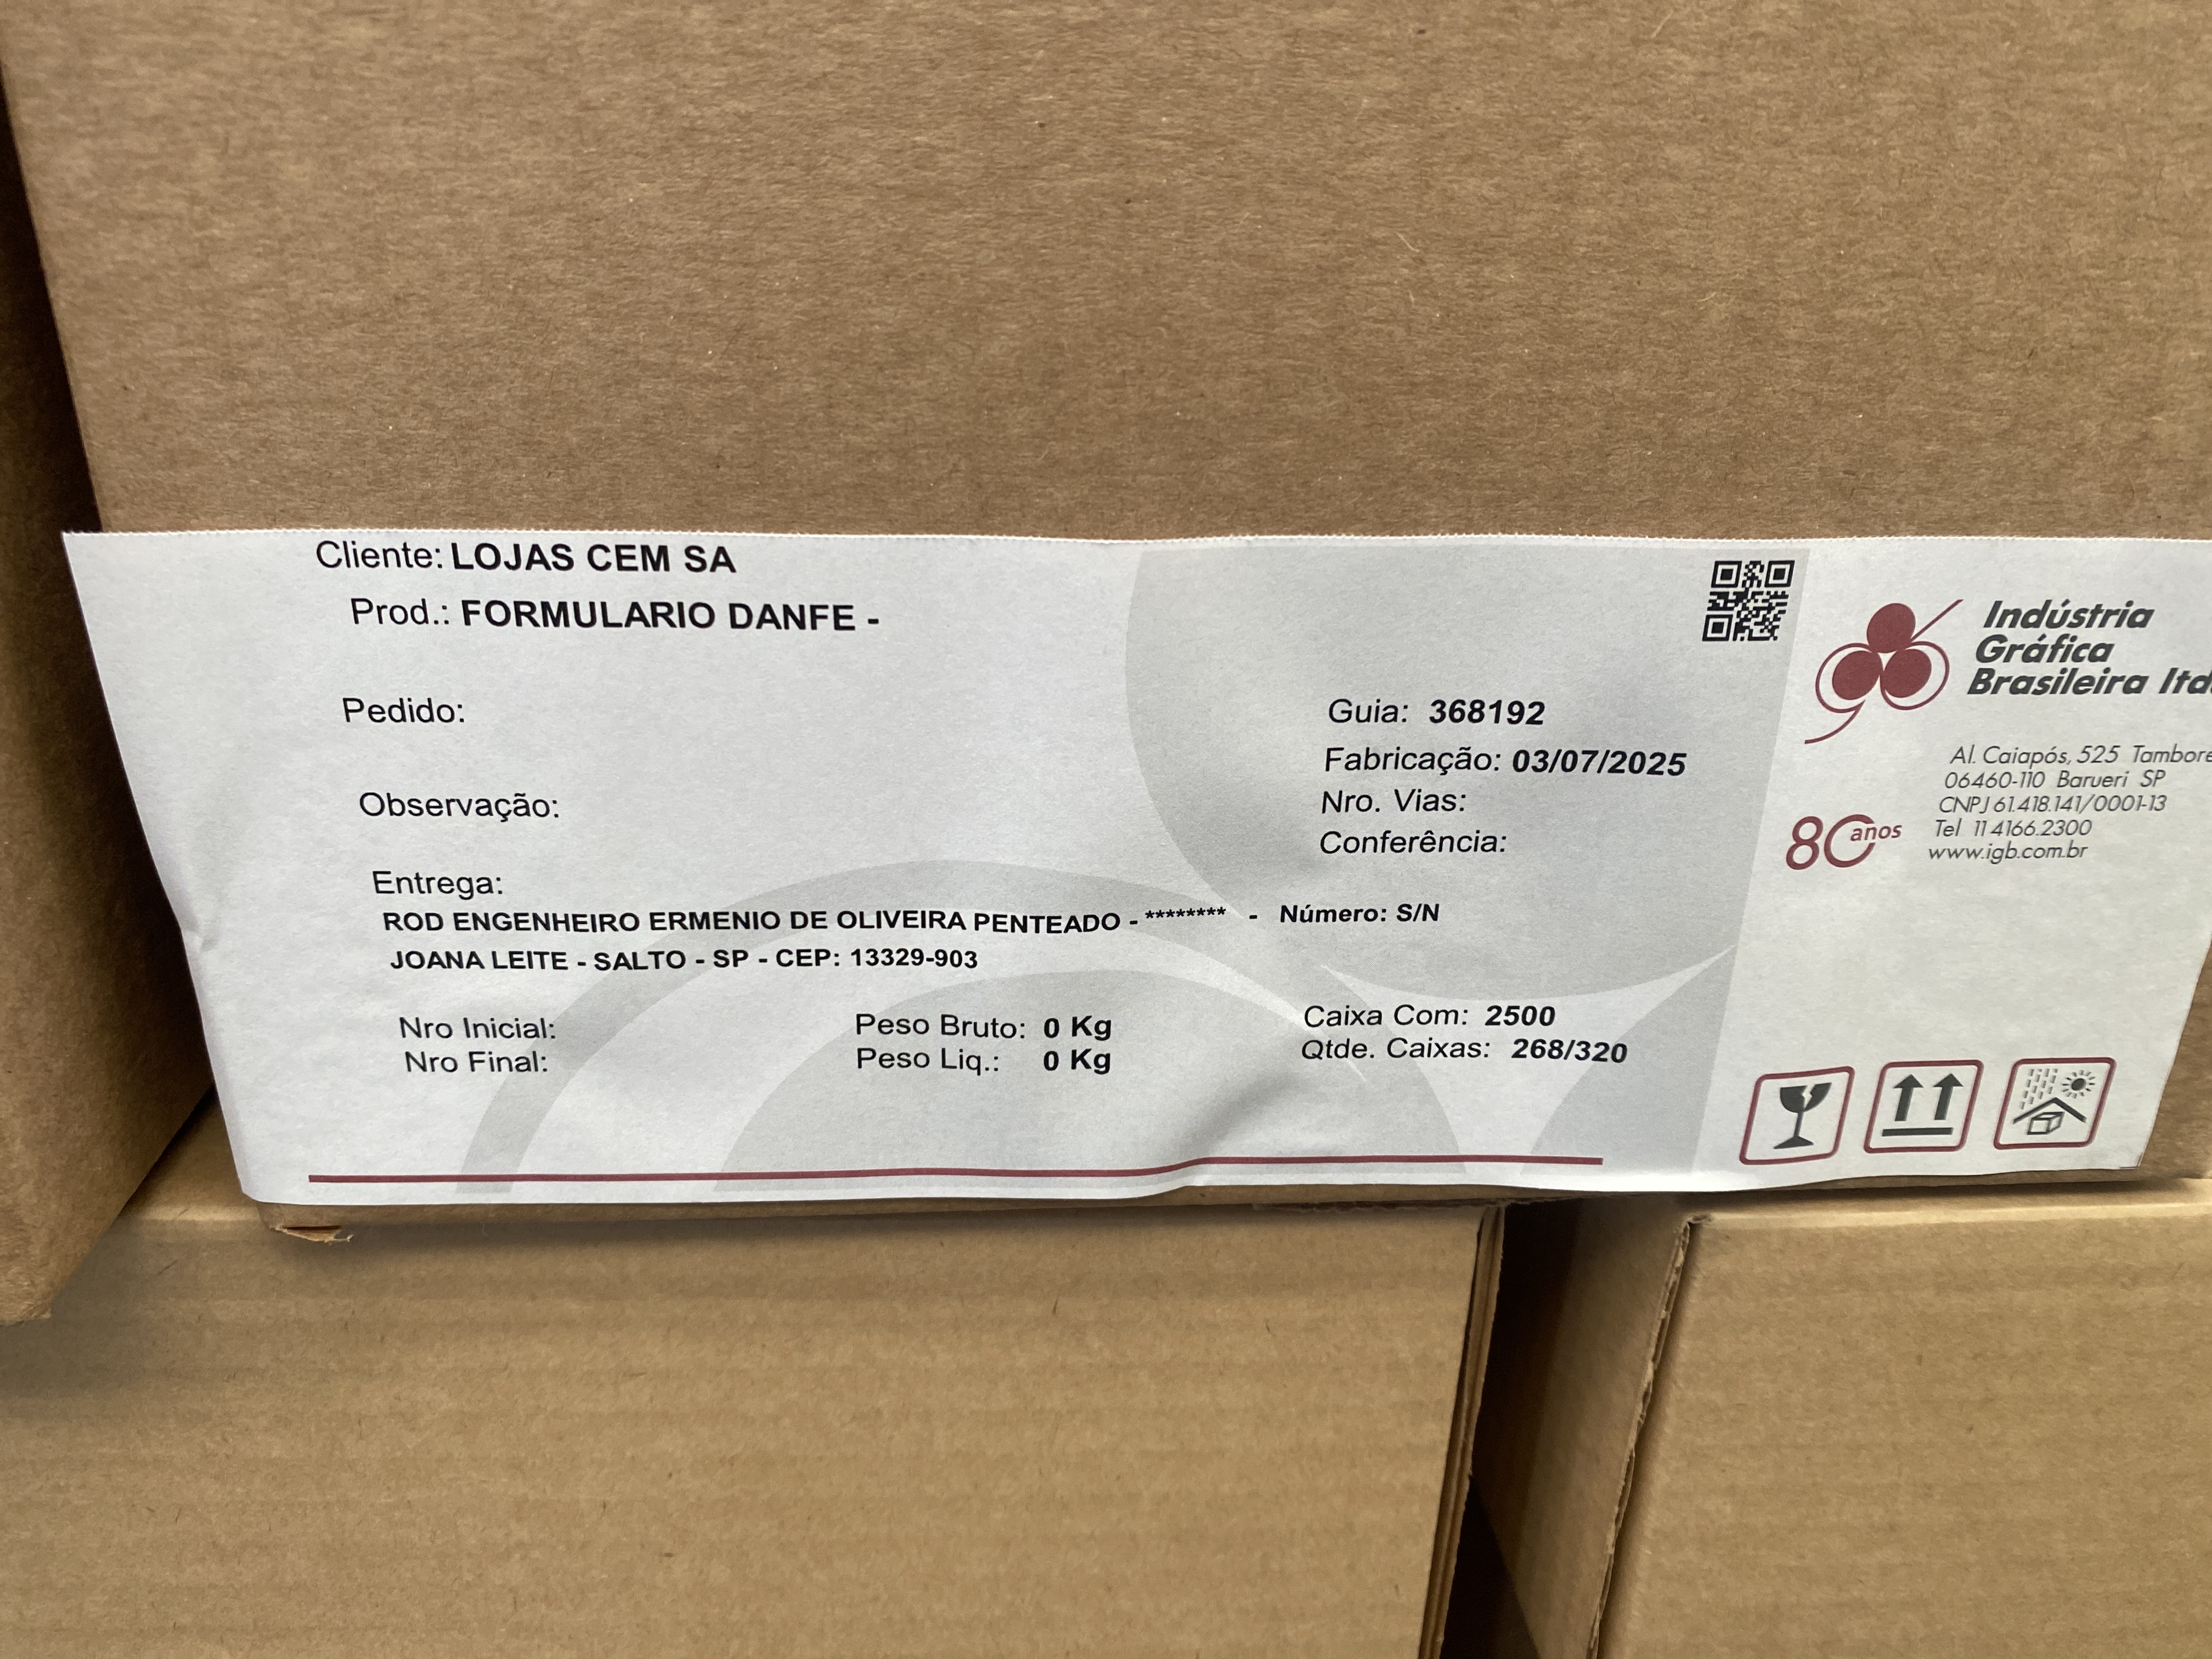 Cliente: LOJAS CEM SA
Prod.: FORMULARIO DANFE -
Pedido:
Observação:
Guia: 368192
Fabricação: 03/07/2025
Nro. Vias:
Conferência:
Entrega:
ROD ENGENHEIRO ERMENIO DE OLIVEIRA PENTEADO - ******** - Número: S/N
JOANA LEITE - SALTO - SP - CEP: 13329-903
Nro Inicial:
Nro Final:
Peso Bruto: 0 Kg
Peso Liq.: 0 Kg
Caixa Com: 2500
Qtde. Caixas: 268/320
Indústria
Gráfica
Brasileira ltd
Al. Caiapós, 525 Tambore
06460-110 Barueri SP
CNPJ 61.418.141/0001-13
Tel 11 4166.2300
www.igb.com.br
80 anos